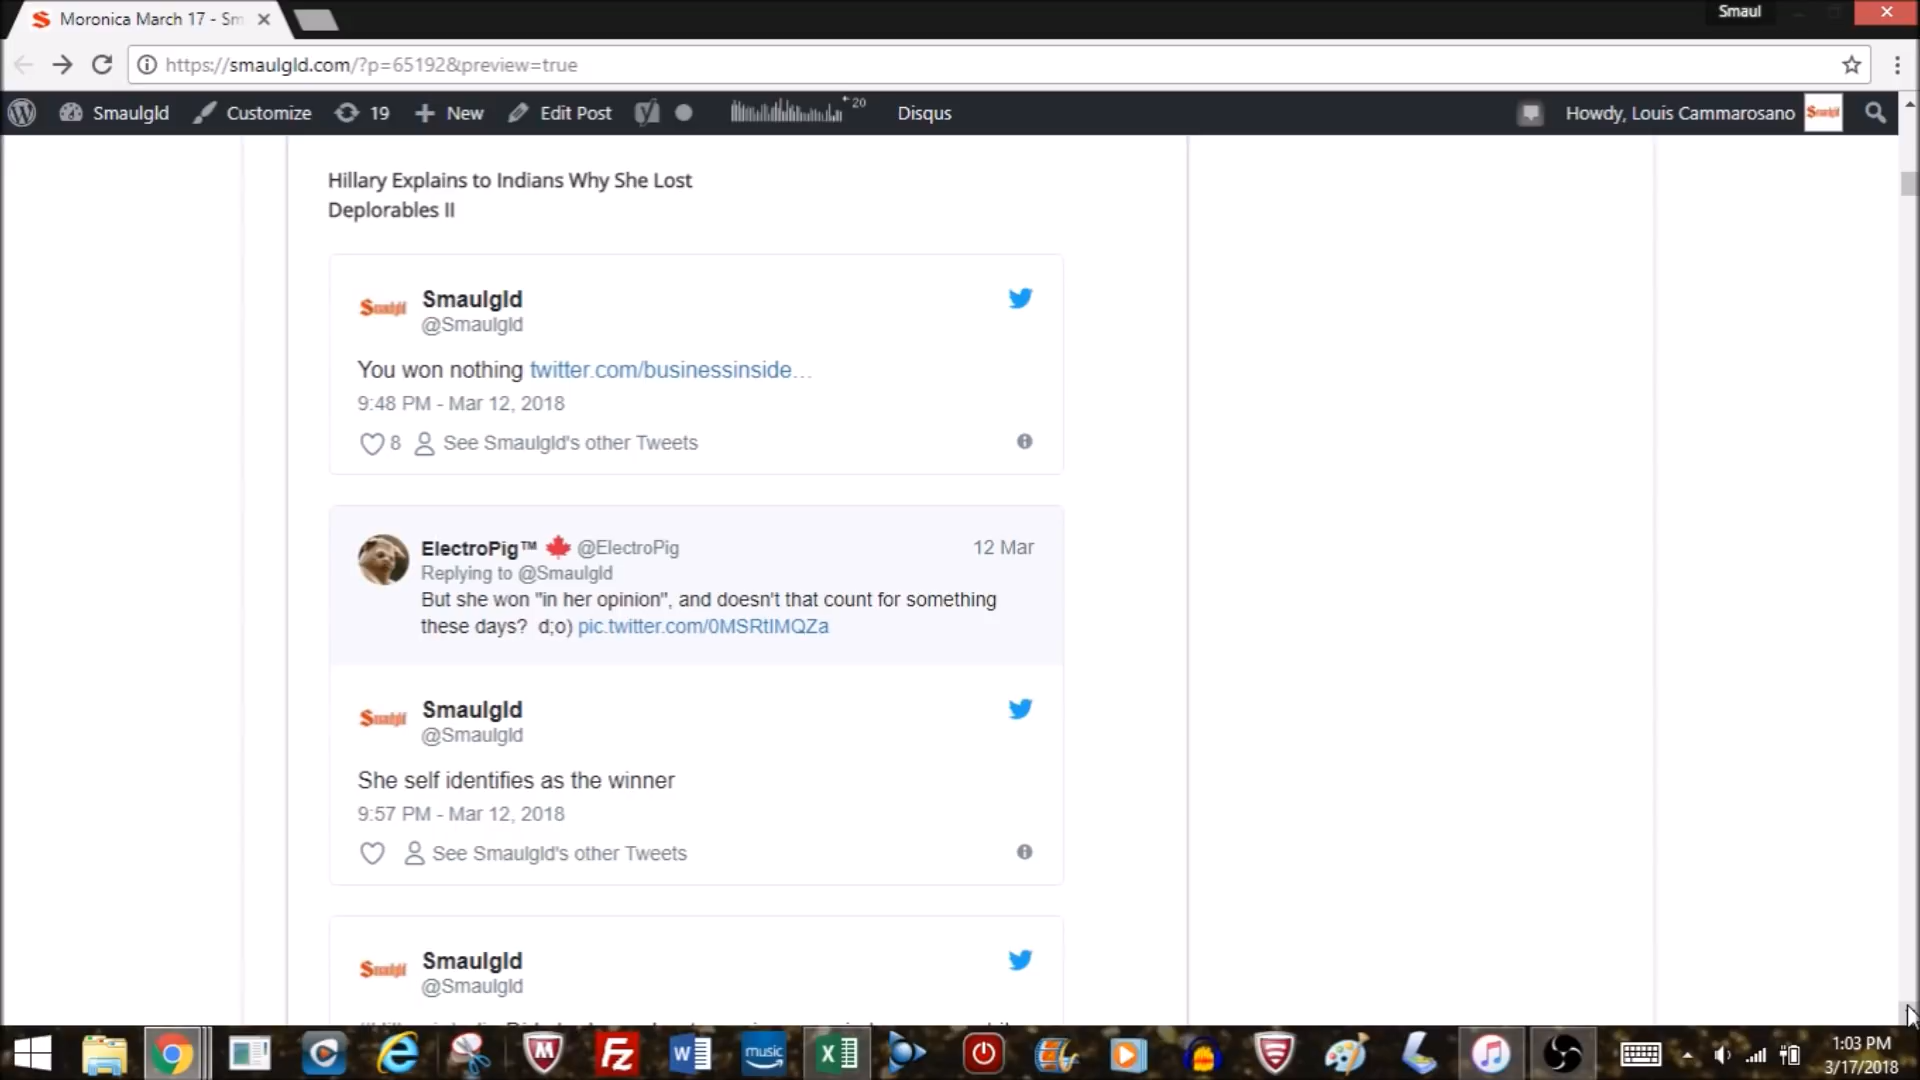 Moronica March 17 - Sm
Smaul
https://smaulgld.com/?p=65192&preview=true
Smaulgld Customize 19 New Edit Post 20 Disqus Howdy, Louis Cammarosano Smaulgld
Hillary Explains to Indians Why She Lost
Deplorables II
Smaulgld
Smaulgld
@Smaulgld
You won nothing twitter.com/businessinside…
9:48 PM - Mar 12, 2018
8 See Smaulgld's other Tweets
ElectroPig™ @ElectroPig 12 Mar
Replying to @Smaulgld
But she won "in her opinion", and doesn't that count for something
these days? d;o) pic.twitter.com/0MSRtIMQZa
Smaulgld
Smaulgld
@Smaulgld
She self identifies as the winner
9:57 PM - Mar 12, 2018
See Smaulgld's other Tweets
Smaulgld
Smaulgld
@Smaulgld
music
1:03 PM
3/17/2018